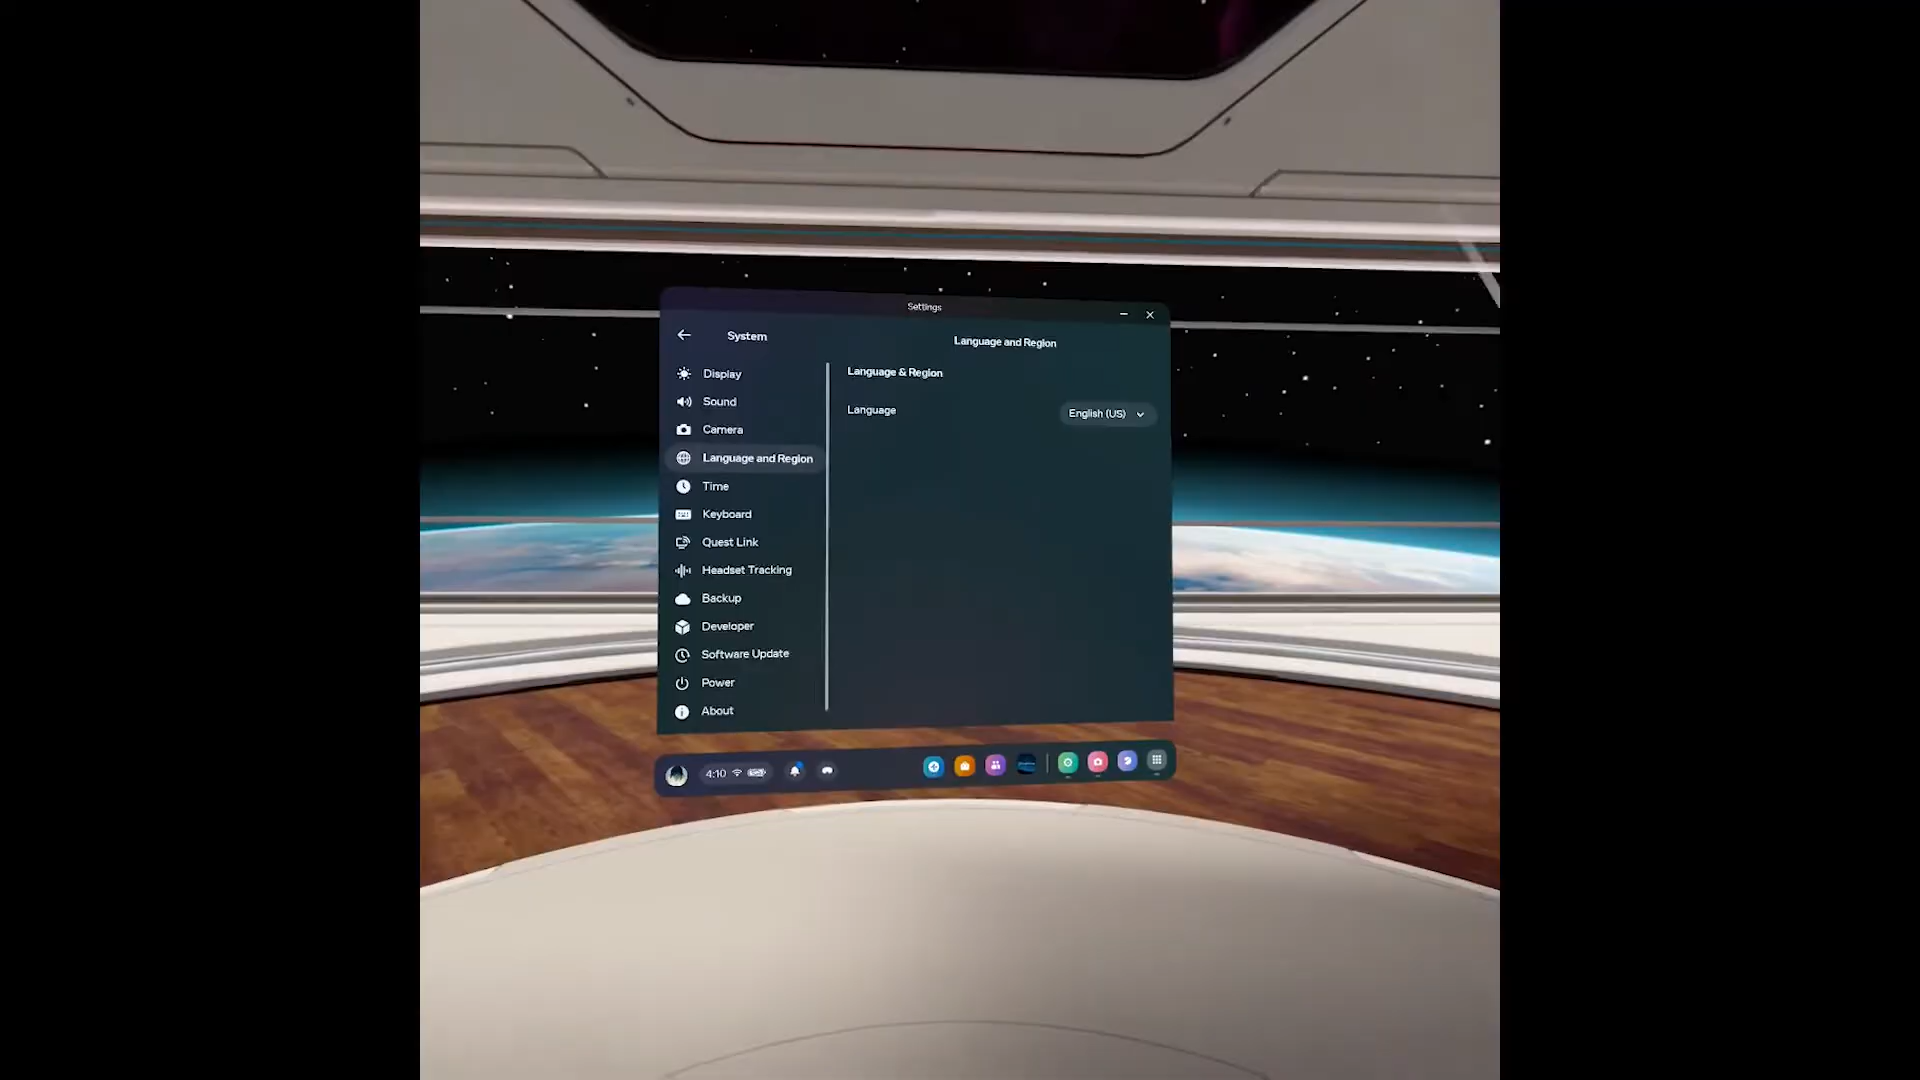 Settings
System
Language and Region
Display
Sound
Camera
Language and Region
Time
Keyboard
Quest Link
Headset Tracking
Backup
Developer
Software Update
Power
About
Language & Region
Language
English (US)
4:10